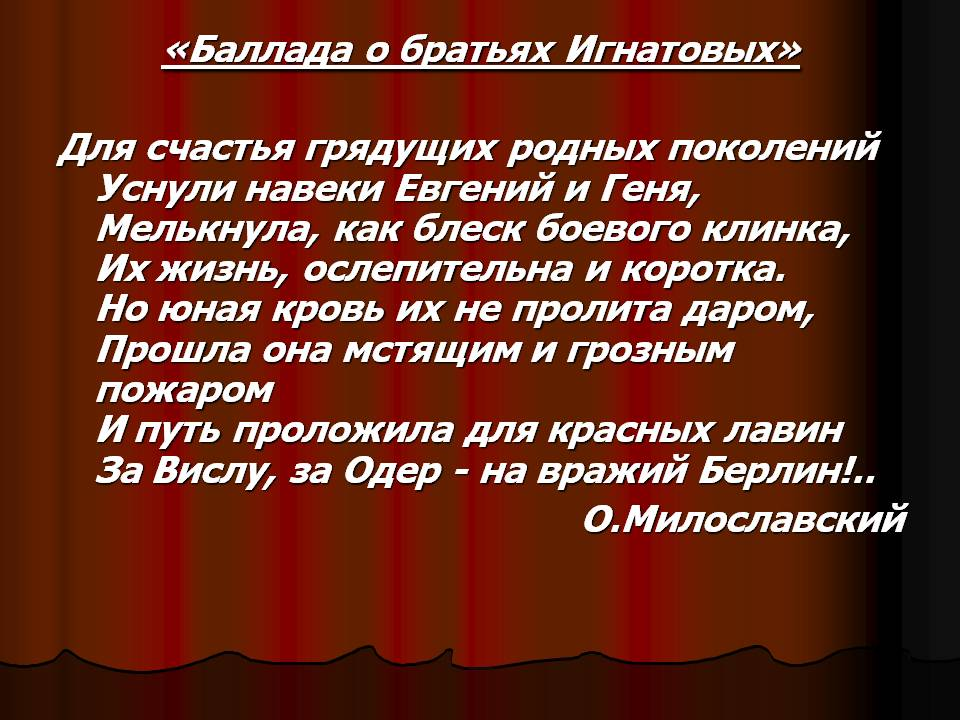 «Баллада о братьях Игнатовых»
Для счастья грядущих родных поколений
Уснули навеки Евгений и Геня,
Мелькнула, как блеск боевого клинка,
Их жизнь, ослепительна и коротка.
Но юная кровь их не пролита даром,
Прошла она мстящим и грозным
пожаром
И путь проложила для красных лавин
За Вислу, за Одер - на вражий Берлин!..
О.Милославский